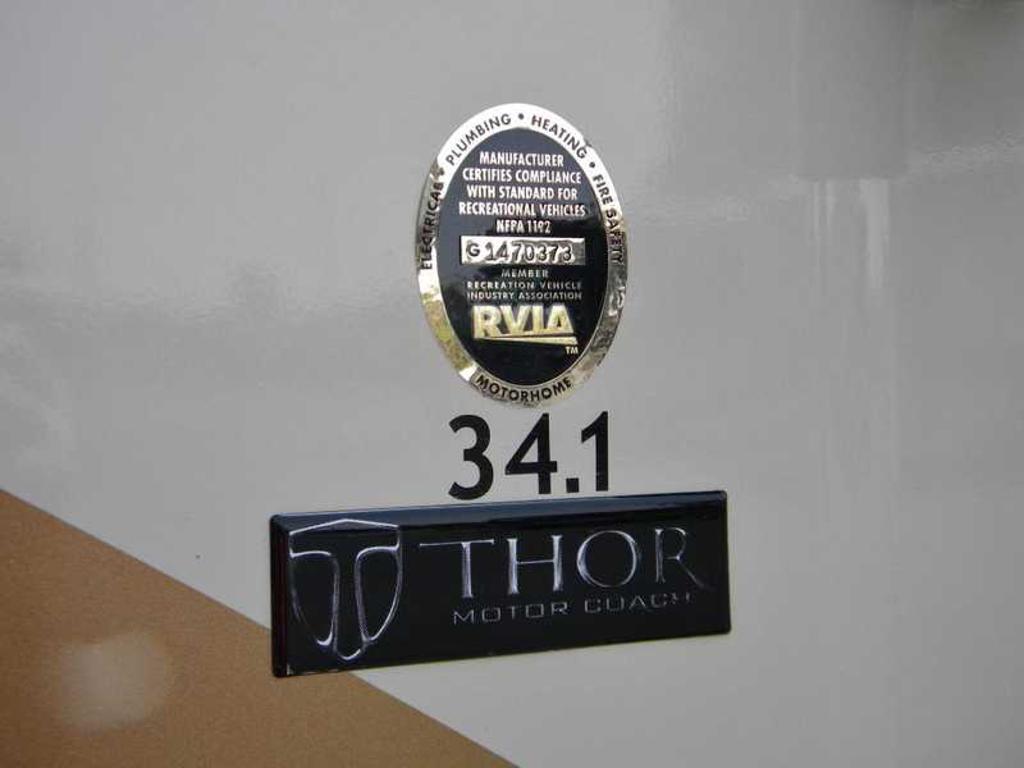 ELECTRICAL • PLUMBING • HEATING • FIRE SAFETY
MANUFACTURER
CERTIFIES COMPLIANCE
WITH STANDARD FOR
RECREATIONAL VEHICLES
NFPA 1192
G 1470373
MEMBER
RECREATION VEHICLE
INDUSTRY ASSOCIATION
RVIA
TM
MOTORHOME
34.1
THOR
MOTOR COACH